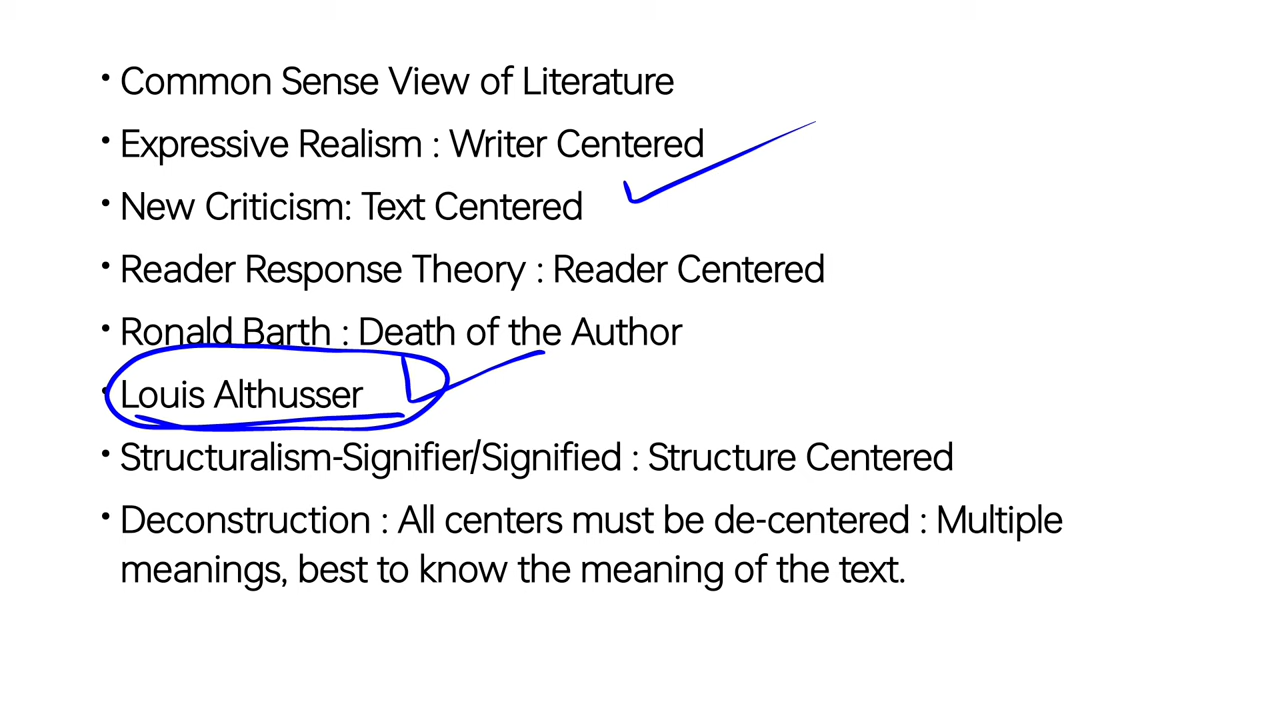 • Common Sense View of Literature
• Expressive Realism : Writer Centered
• New Criticism: Text Centered
• Reader Response Theory : Reader Centered
• Ronald Barth : Death of the Author
• Louis Althusser
• Structuralism-Signifier/Signified : Structure Centered
• Deconstruction : All centers must be de-centered : Multiple
meanings, best to know the meaning of the text.